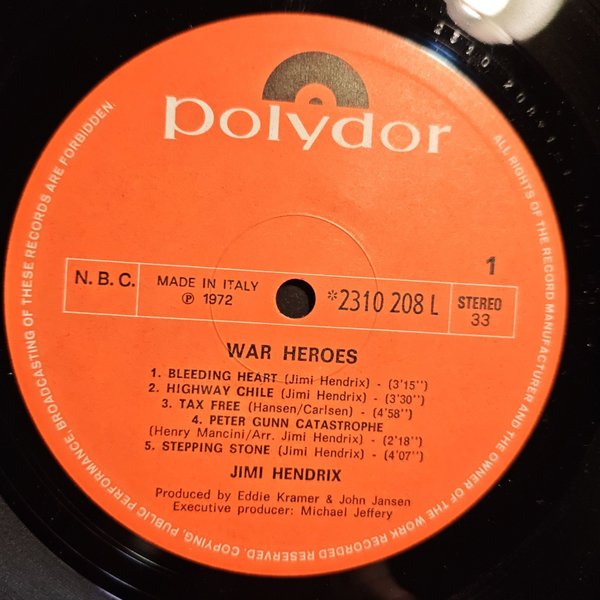 polydor
1
N.B.C.
MADE IN ITALY
Ⓟ 1972
*2310 208 L
STEREO
33
WAR HEROES
1. BLEEDING HEART (Jimi Hendrix) - (3'15'')
2. HIGHWAY CHILE (Jimi Hendrix) - (3'30'')
3. TAX FREE (Hansen/Carlsen) - (4'58'')
4. PETER GUNN CATASTROPHE
(Henry Mancini/Arr. Jimi Hendrix) - (2'18'')
5. STEPPING STONE (Jimi Hendrix) - (4'07'')
JIMI HENDRIX
Produced by Eddie Kramer & John Jansen
Executive producer: Michael Jeffery
ALL RIGHTS OF THE RECORD MANUFACTURER AND THE OWNER OF THE WORK RECORDED RESERVED. COPYING, PUBLIC PERFORMANCE, BROADCASTING OF THESE RECORDS ARE FORBIDDEN.
2310 208